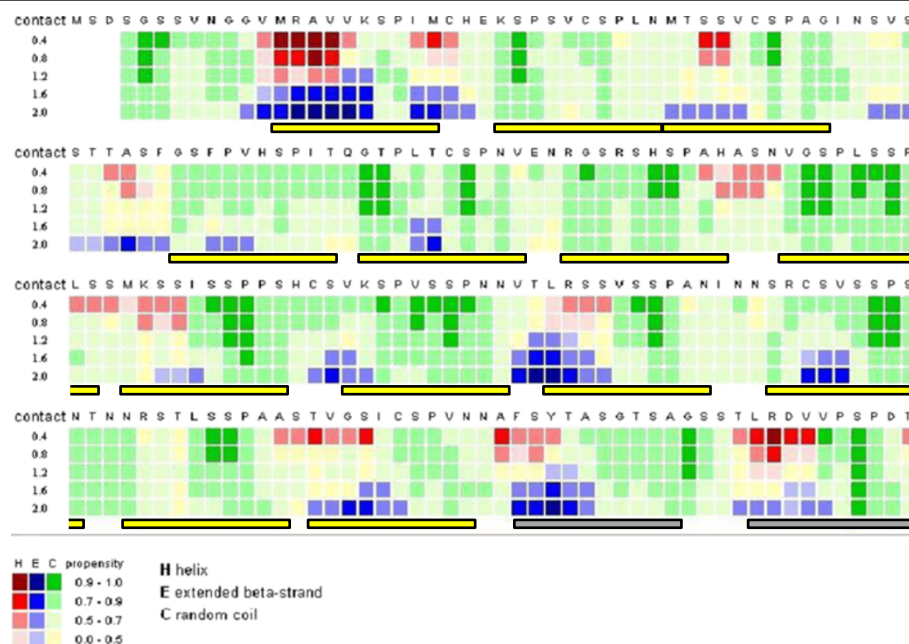 contact M S D S G S S V N G G V M R A V V K S P I M C H E K S P S V C S P L N M T S S V C S P A G I N S V S
0.4
0.8
1.2
1.6
2.0
contact S T T A S F G S F P V H S P I T Q G T P L T C S P N V E N R G S R S H S P A H A S N V G S P L S S P
0.4
0.8
1.2
1.6
2.0
contact L S S M K S S I S S P P S H C S V K S P V S S P N N V T L R S S V S S P A N I N N S R C S V S S P
0.4
0.8
1.2
1.6
2.0
contact N T N N R S T L S S P A A S T V G S I C S P V N N A F S Y T A S G T S A G S S T L R D V V P S P D T
0.4
0.8
1.2
1.6
2.0
H E C propensity
0.9 - 1.0
0.7 - 0.9
0.5 - 0.7
0.0 - 0.5
H helix
E extended beta-strand
C random coil